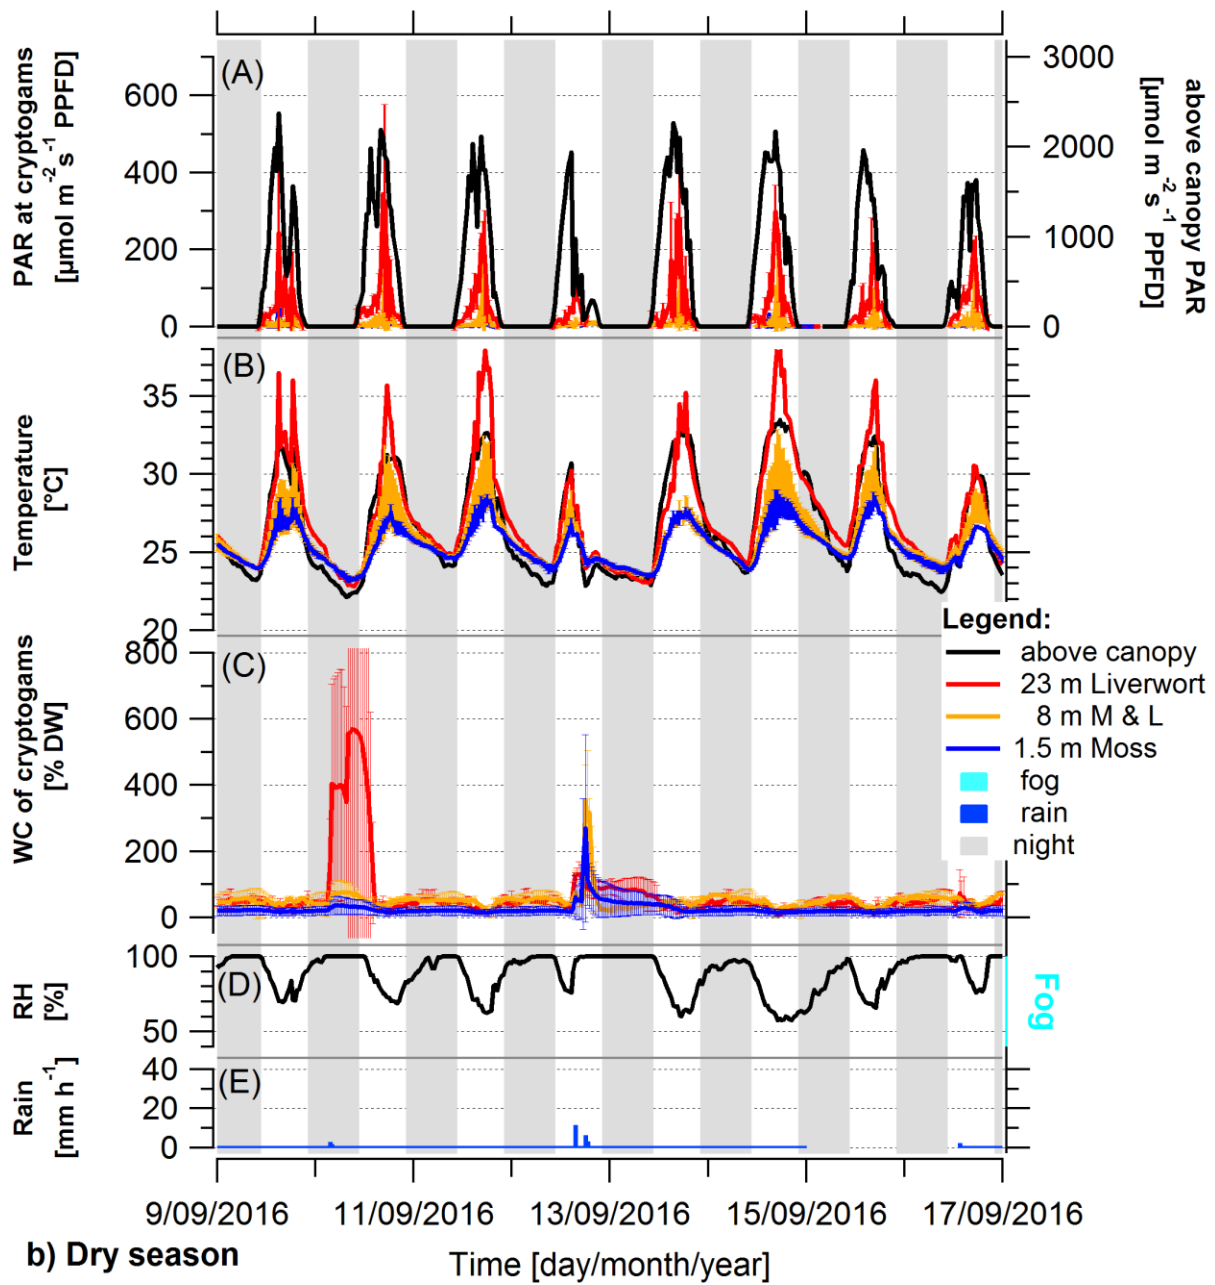 (A)
PAR at cryptogams
[µmol m⁻²s⁻¹ PPFD]
600
400
200
0
3000
2000
1000
0
above canopy PAR
[µmol m⁻²s⁻¹ PPFD]
(B)
Temperature
[°C]
35
30
25
20
(C)
WC of cryptogams
[% DW]
800
600
400
200
0
Legend:
above canopy
23 m Liverwort
8 m M & L
1.5 m Moss
fog
rain
night
(D)
RH
[%]
100
50
Fog
(E)
Rain
[mm h⁻¹]
40
20
0
9/09/2016 11/09/2016 13/09/2016 15/09/2016 17/09/2016
b) Dry season
Time [day/month/year]